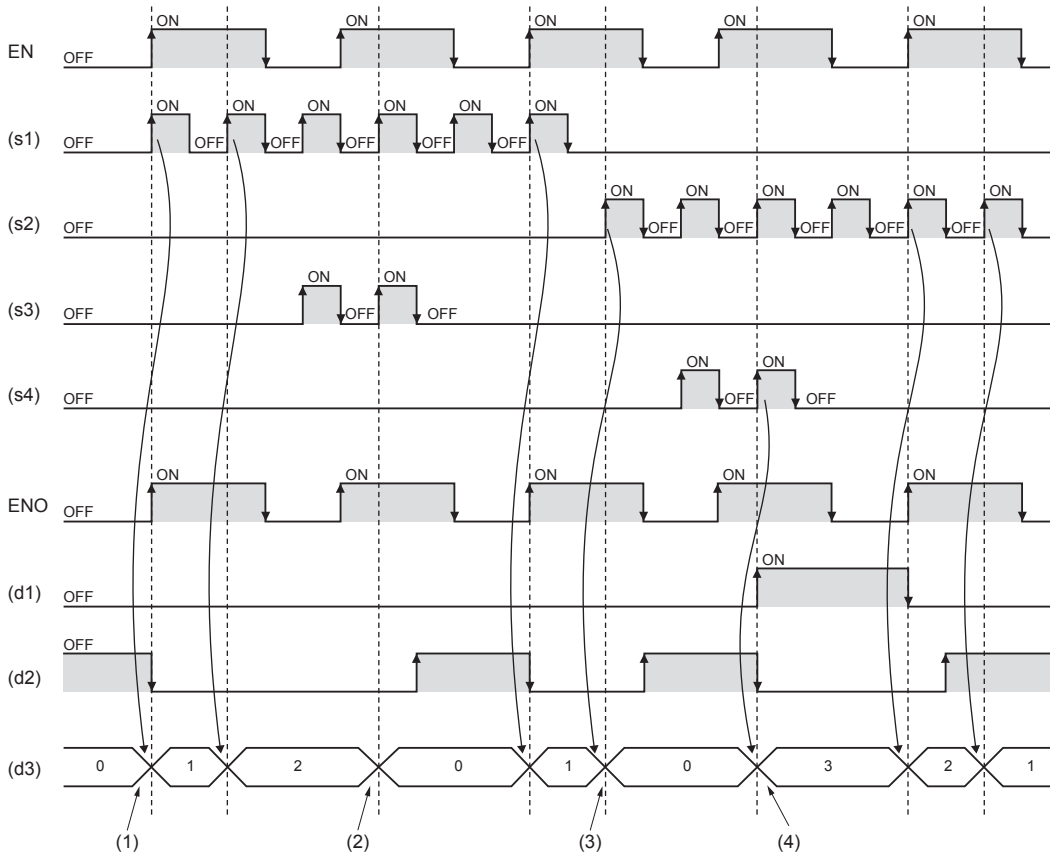 ON ON ON ON ON
EN OFF
ON ON ON ON ON ON
(s1) OFF OFF OFF OFF OFF OFF
ON ON ON ON ON ON
(s2) OFF OFF OFF OFF OFF OFF
ON ON
(s3) OFF OFF OFF
ON ON
(s4) OFF OFF OFF
ON ON ON ON ON
ENO OFF
ON
(d1) OFF
OFF
(d2)
(d3) 0 1 2 0 1 0 3 2 1
(1) (2) (3) (4)